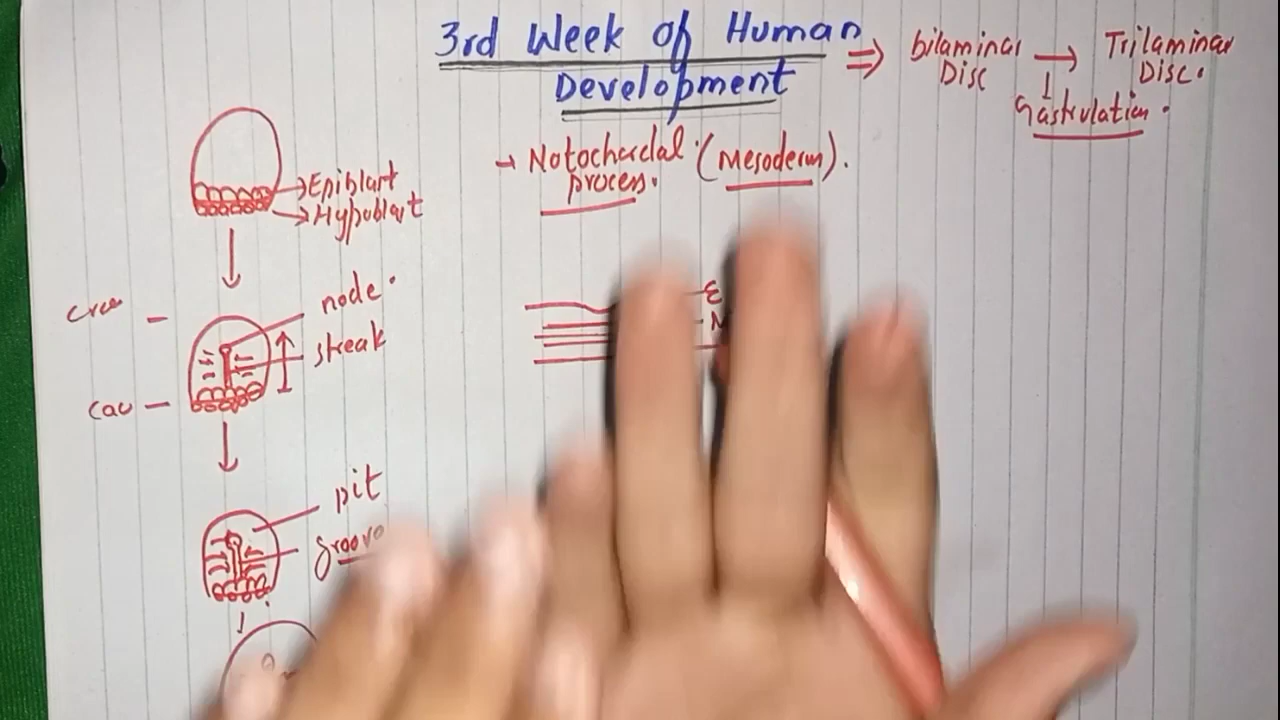 3rd Week of Human
Development
⇒ bilaminar
Disc
→ Trilaminar
Disc.
Gastrulation.
→ Notochordal
process.
(Mesoderm).
→ Epiblast
→ Hypoblast
node
streak
cau
pit
groove
E
M